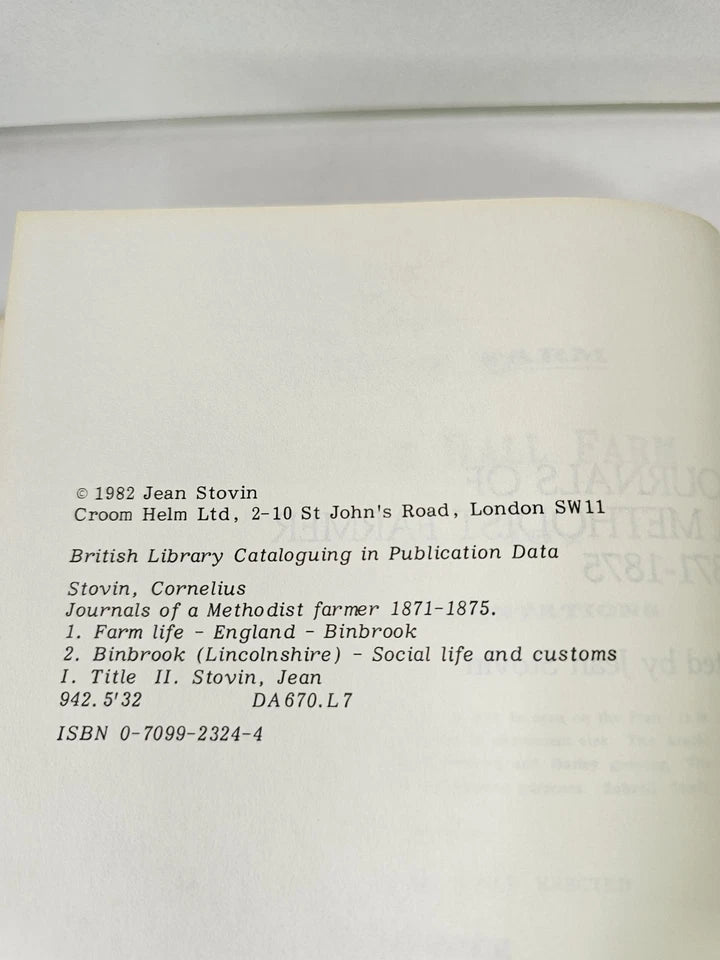 © 1982 Jean Stovin
Croom Helm Ltd, 2-10 St John's Road, London SW11
British Library Cataloguing in Publication Data
Stovin, Cornelius
Journals of a Methodist farmer 1871-1875.
1. Farm life - England - Binbrook
2. Binbrook (Lincolnshire) - Social life and customs
I. Title II. Stovin, Jean
942.5'32 DA670.L7
ISBN 0-7099-2324-4